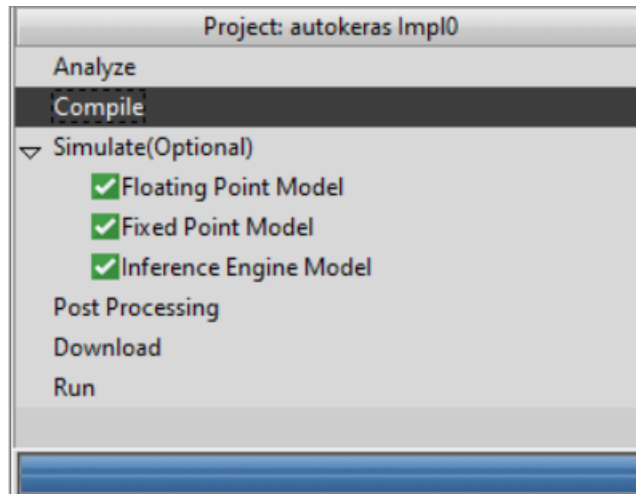 Project: autokeras Impl0
Analyze
Compile
Simulate(Optional)
Floating Point Model
Fixed Point Model
Inference Engine Model
Post Processing
Download
Run